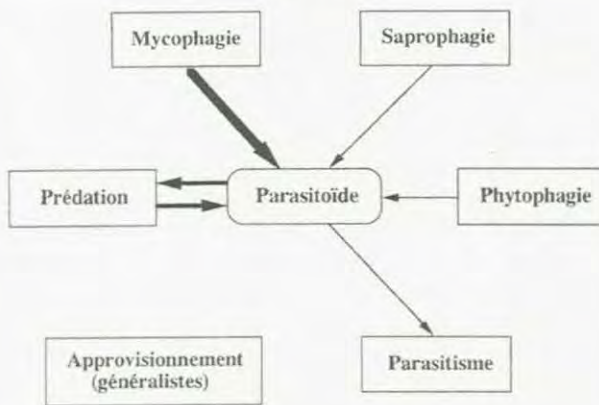 Mycophagie
Saprophagie
Prédation
Parasitoïde
Phytophagie
Approvisionnement
(généralistes)
Parasitisme